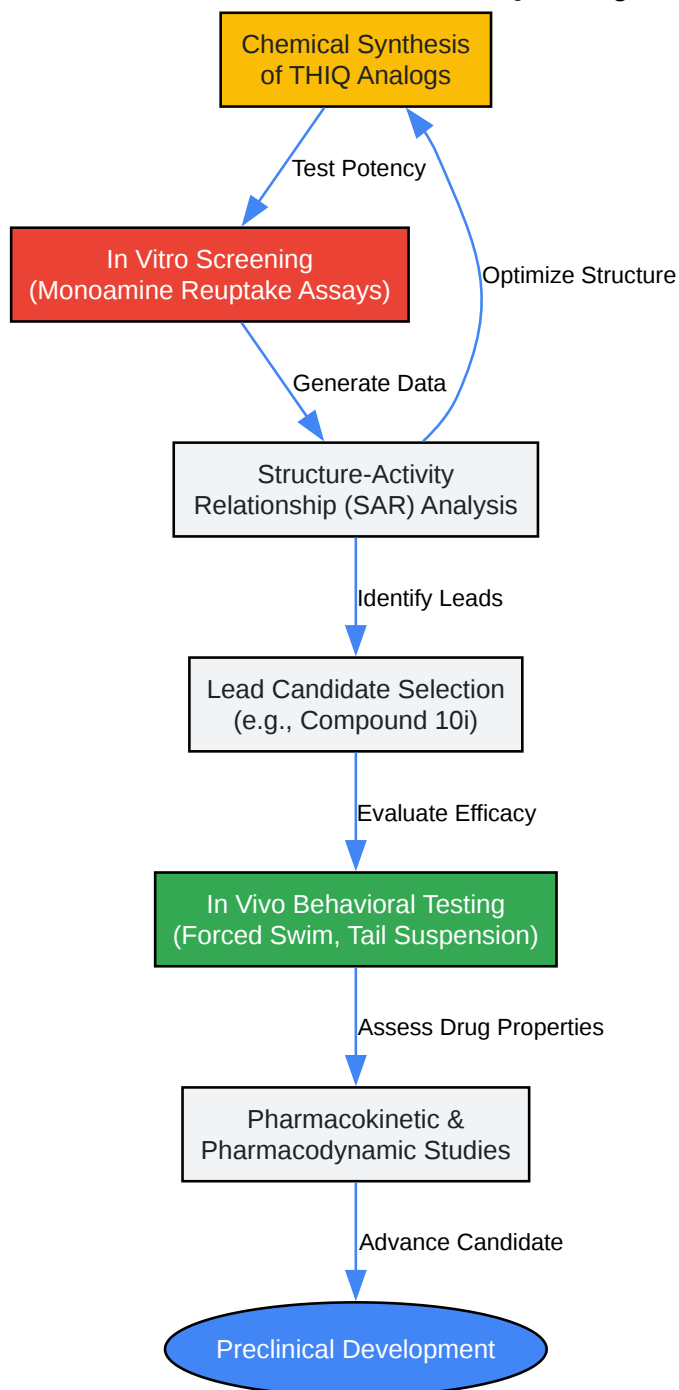 Chemical Synthesis
of THIQ Analogs
Test Potency
In Vitro Screening
(Monoamine Reuptake Assays)
Optimize Structure
Generate Data
Structure-Activity
Relationship (SAR) Analysis
Identify Leads
Lead Candidate Selection
(e.g., Compound 10i)
Evaluate Efficacy
In Vivo Behavioral Testing
(Forced Swim, Tail Suspension)
Assess Drug Properties
Pharmacokinetic &
Pharmacodynamic Studies
Advance Candidate
Preclinical Development